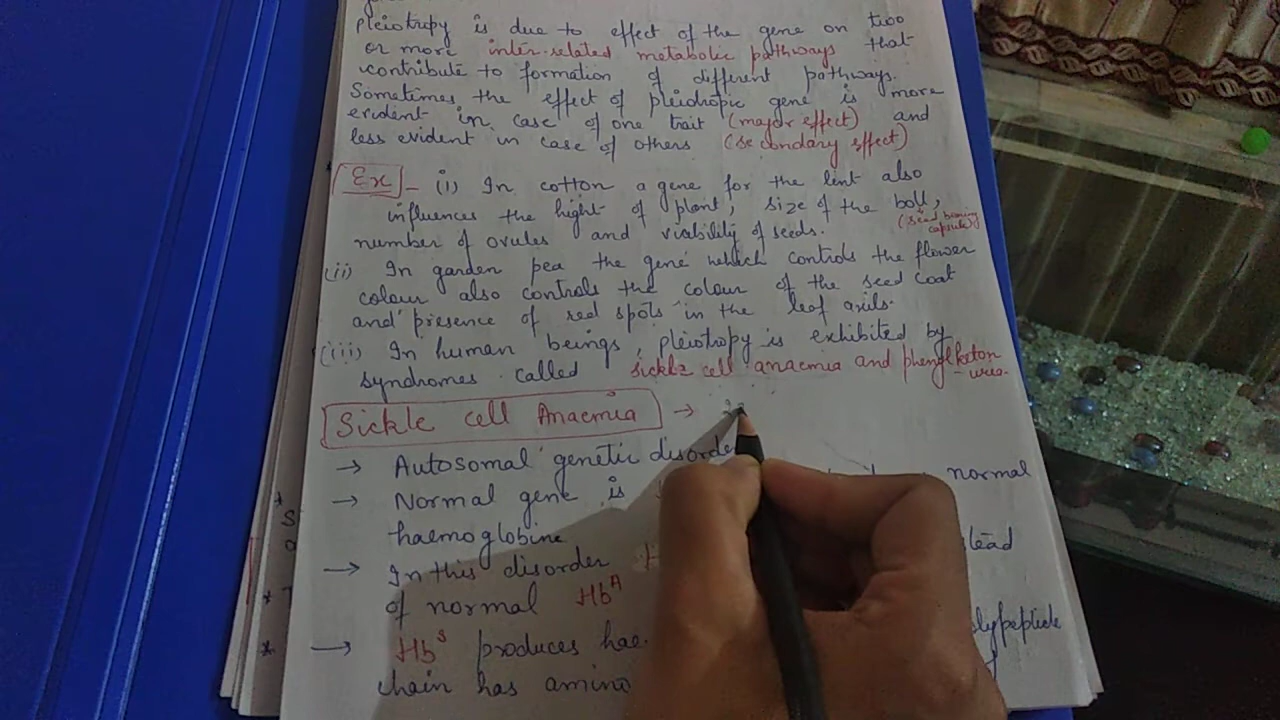 pleiotropy is due to effect of the gene on two
or more inter-related metabolic pathways that
contribute to formation of different pathways.
Sometimes the effect of pleiotropic gene is more
evident in case of one trait (major effect) and
less evident in case of others (secondary effect)
Ex - (i) In cotton a gene for the lint also
influences the hight of plant, size of the boll,
(seed bearing capsule)
number of ovules and viability of seeds.
(ii) In garden pea the gene which controls the flower
colour also controls the colour of the seed coat
and presence of red spots in the leaf axils.
(iii) In human beings, pleiotropy is exhibited by
syndromes called sickle cell anaemia and phenylketon
-urea.
Sickle cell Anaemia →
→ Autosomal genetic disorder
→ Normal gene is normal
haemoglobine
→ In this disorder
of normal Hbᴬ
→ Hbˢ produces
chain has amino